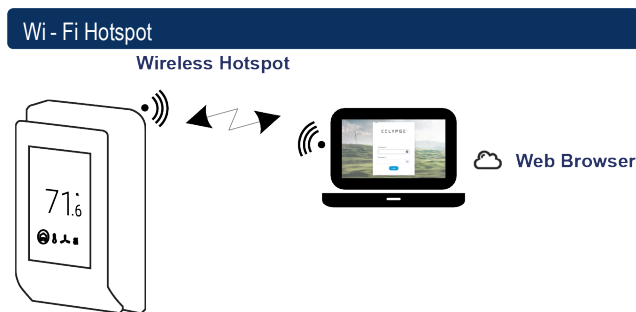 Wi - Fi Hotspot
Wireless Hotspot
71.6
ECLYPSE
Web Browser